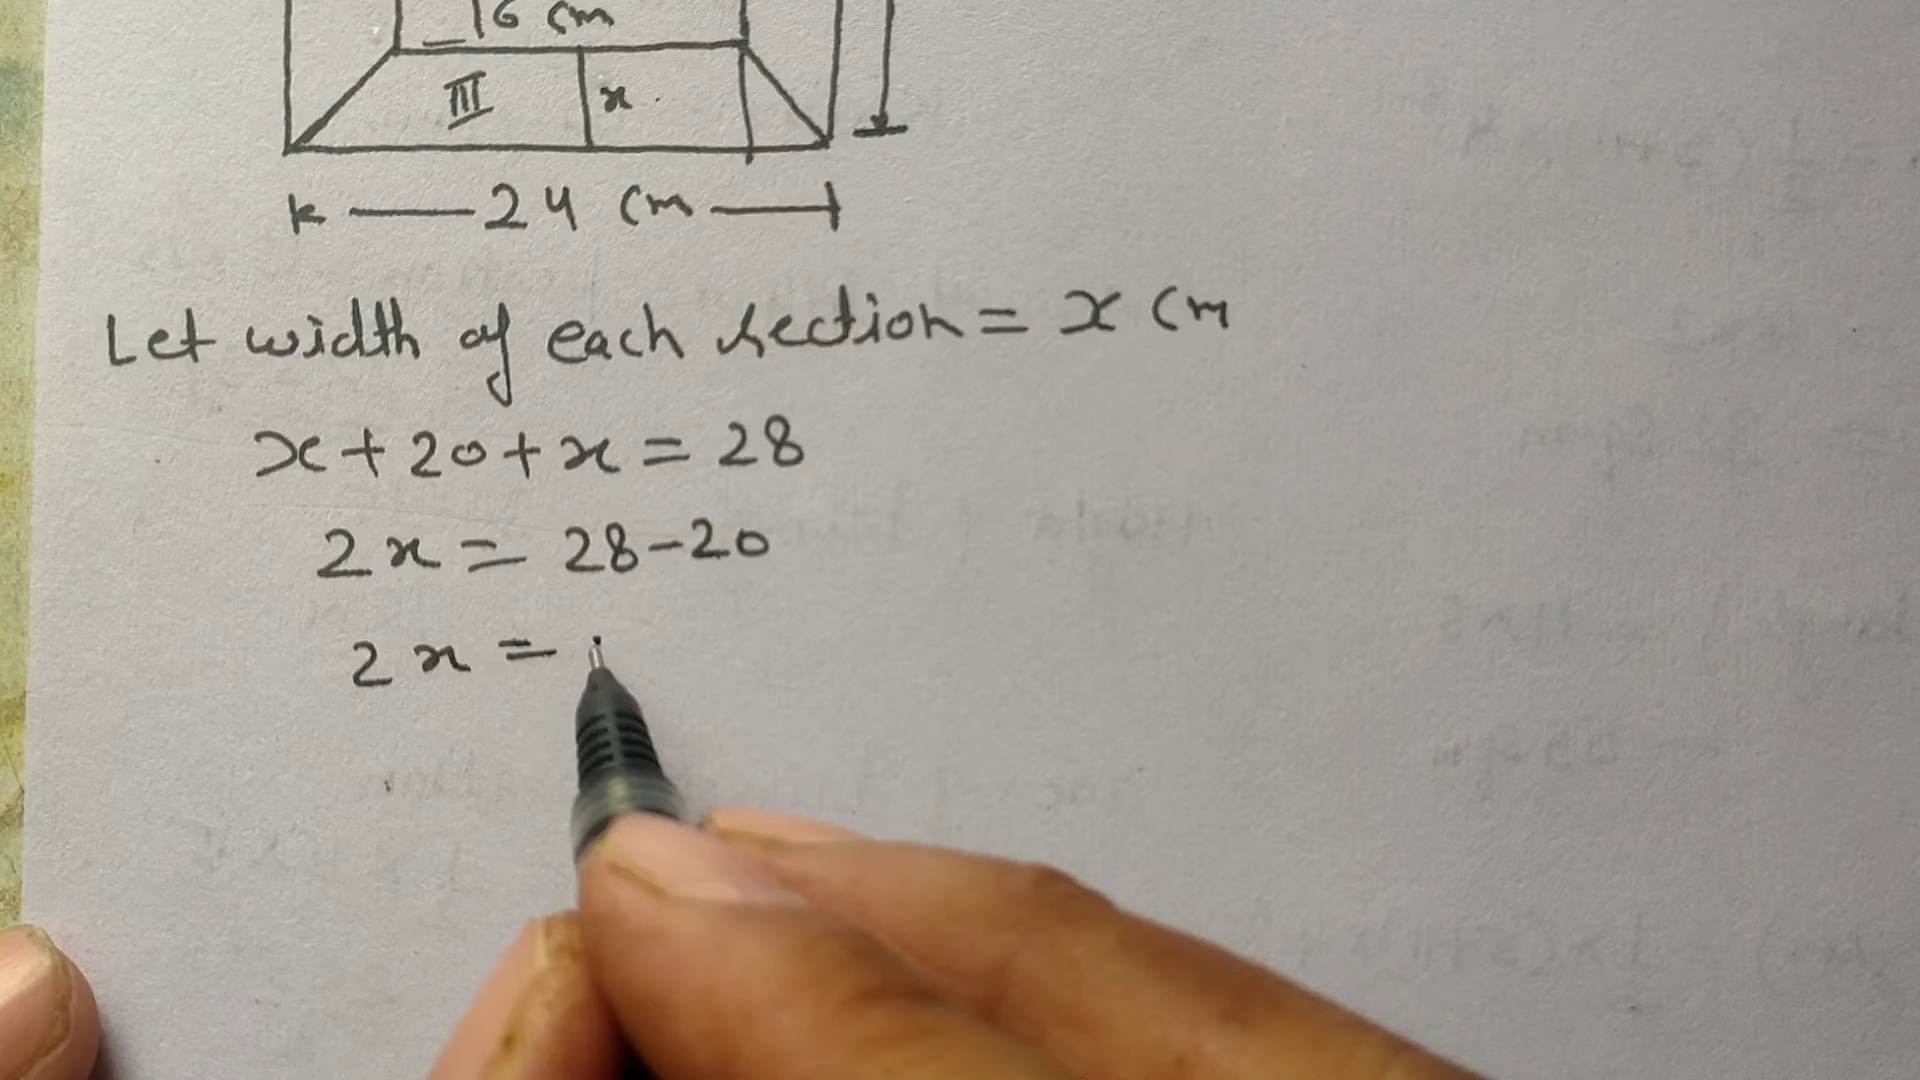 16 cm
III x
24 cm
Let width of each section = x cm
x + 20 + x = 28
2x = 28-20
2x =